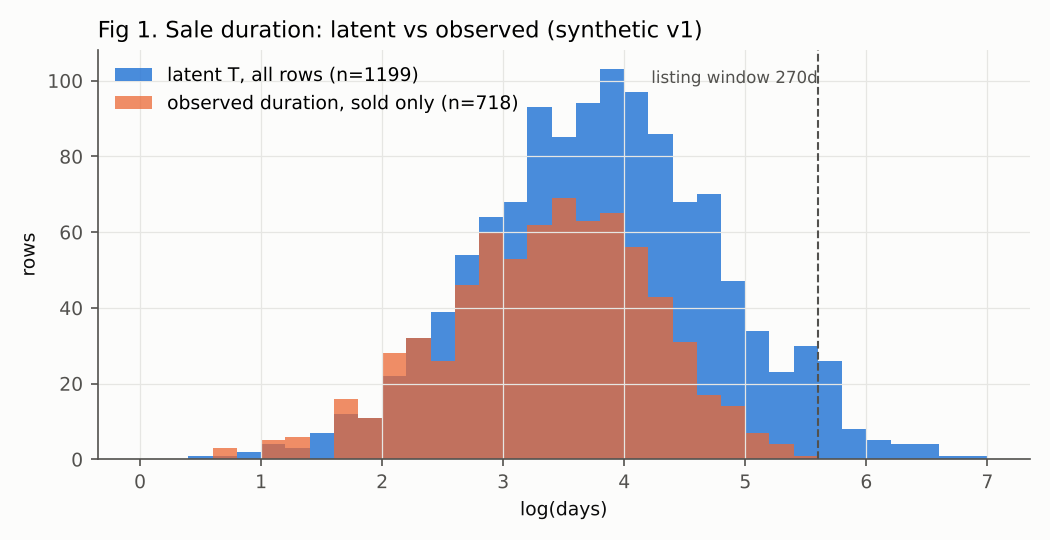 Fig 1. Sale duration: latent vs observed (synthetic v1)
latent T, all rows (n=1199)
observed duration, sold only (n=718)
listing window 270d
rows
100
80
60
40
20
0
0 1 2 3 4 5 6 7
log(days)